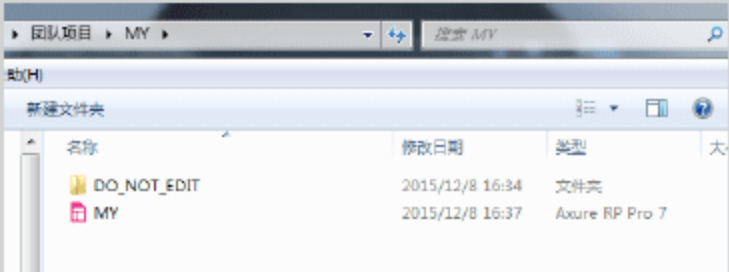 团队项目 MY 搜索 MY
助(H)
新建文件夹
名称 修改日期 类型 大
DO_NOT_EDIT 2015/12/8 16:34 文件夹
MY 2015/12/8 16:37 Axure RP Pro 7